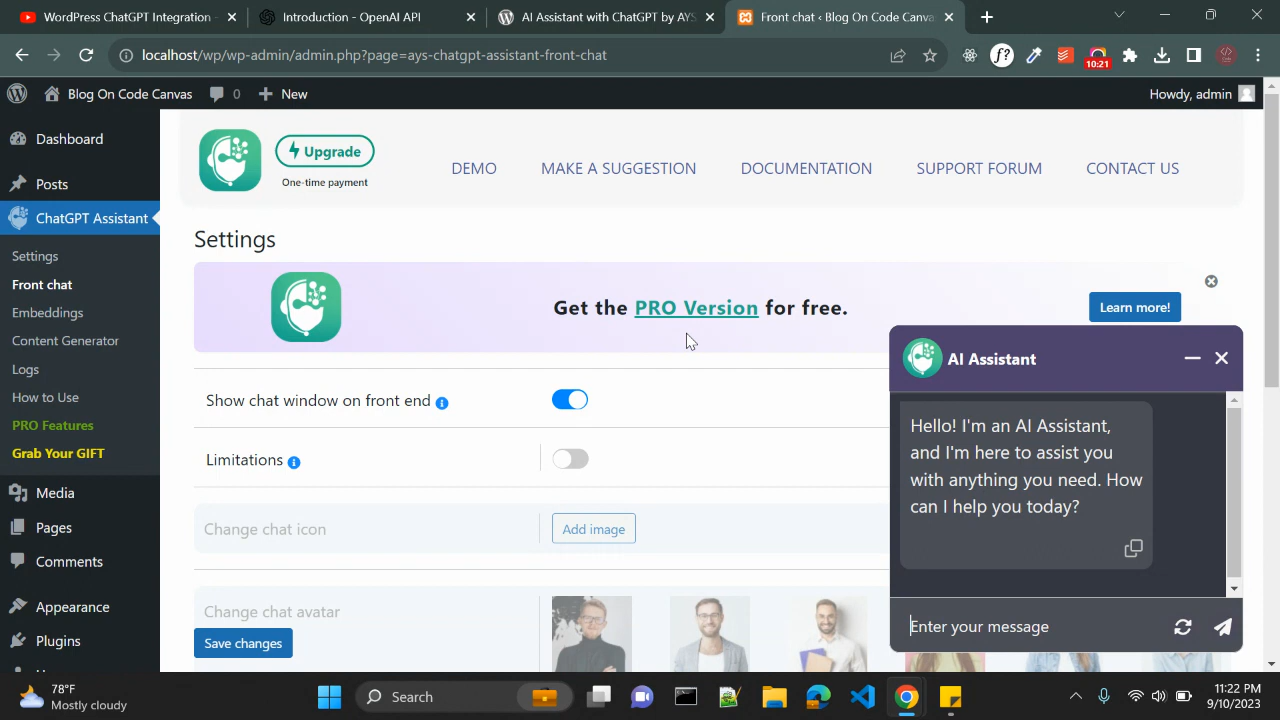 WordPress ChatGPT Integration -
Introduction - OpenAI API
AI Assistant with ChatGPT by AYS
Front chat ‹ Blog On Code Canva
localhost/wp/wp-admin/admin.php?page=ays-chatgpt-assistant-front-chat
f?
10:21
Blog On Code Canvas
0
New
Howdy, admin
Dashboard
Posts
ChatGPT Assistant
Settings
Front chat
Embeddings
Content Generator
Logs
How to Use
PRO Features
Grab Your GIFT
Media
Pages
Comments
Appearance
Plugins
Upgrade
One-time payment
DEMO
MAKE A SUGGESTION
DOCUMENTATION
SUPPORT FORUM
CONTACT US
Settings
Get the PRO Version for free.
Learn more!
Show chat window on front end
Limitations
Change chat icon
Add image
Change chat avatar
Save changes
AI Assistant
Hello! I'm an AI Assistant,
and I'm here to assist you
with anything you need. How
can I help you today?
Enter your message
78°F
Mostly cloudy
Search
11:22 PM
9/10/2023